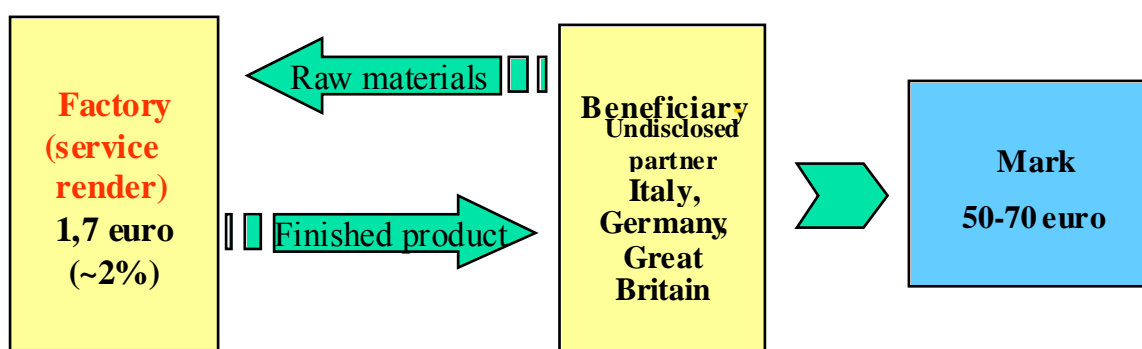 Factory
(service
render)
1,7 euro
(~2%)
Raw materials
Finished product
Beneficiary
Undisclosed
partner
Italy,
Germany,
Great
Britain
Mark
50-70 euro